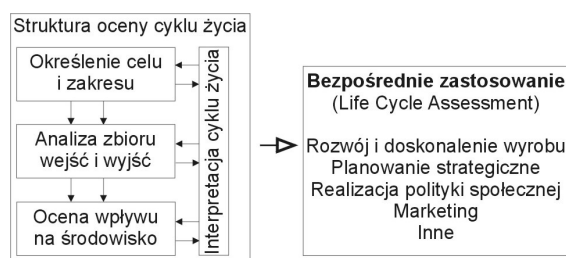 Struktura oceny cyklu życia
Określenie celu
i zakresu
Analiza zbioru
wejść i wyjść
Ocena wpływu
na środowisko
Interpretacja cyklu życia
Bezpośrednie zastosowanie
(Life Cycle Assessment)
Rozwój i doskonalenie wyrobu
Planowanie strategiczne
Realizacja polityki społecznej
Marketing
Inne